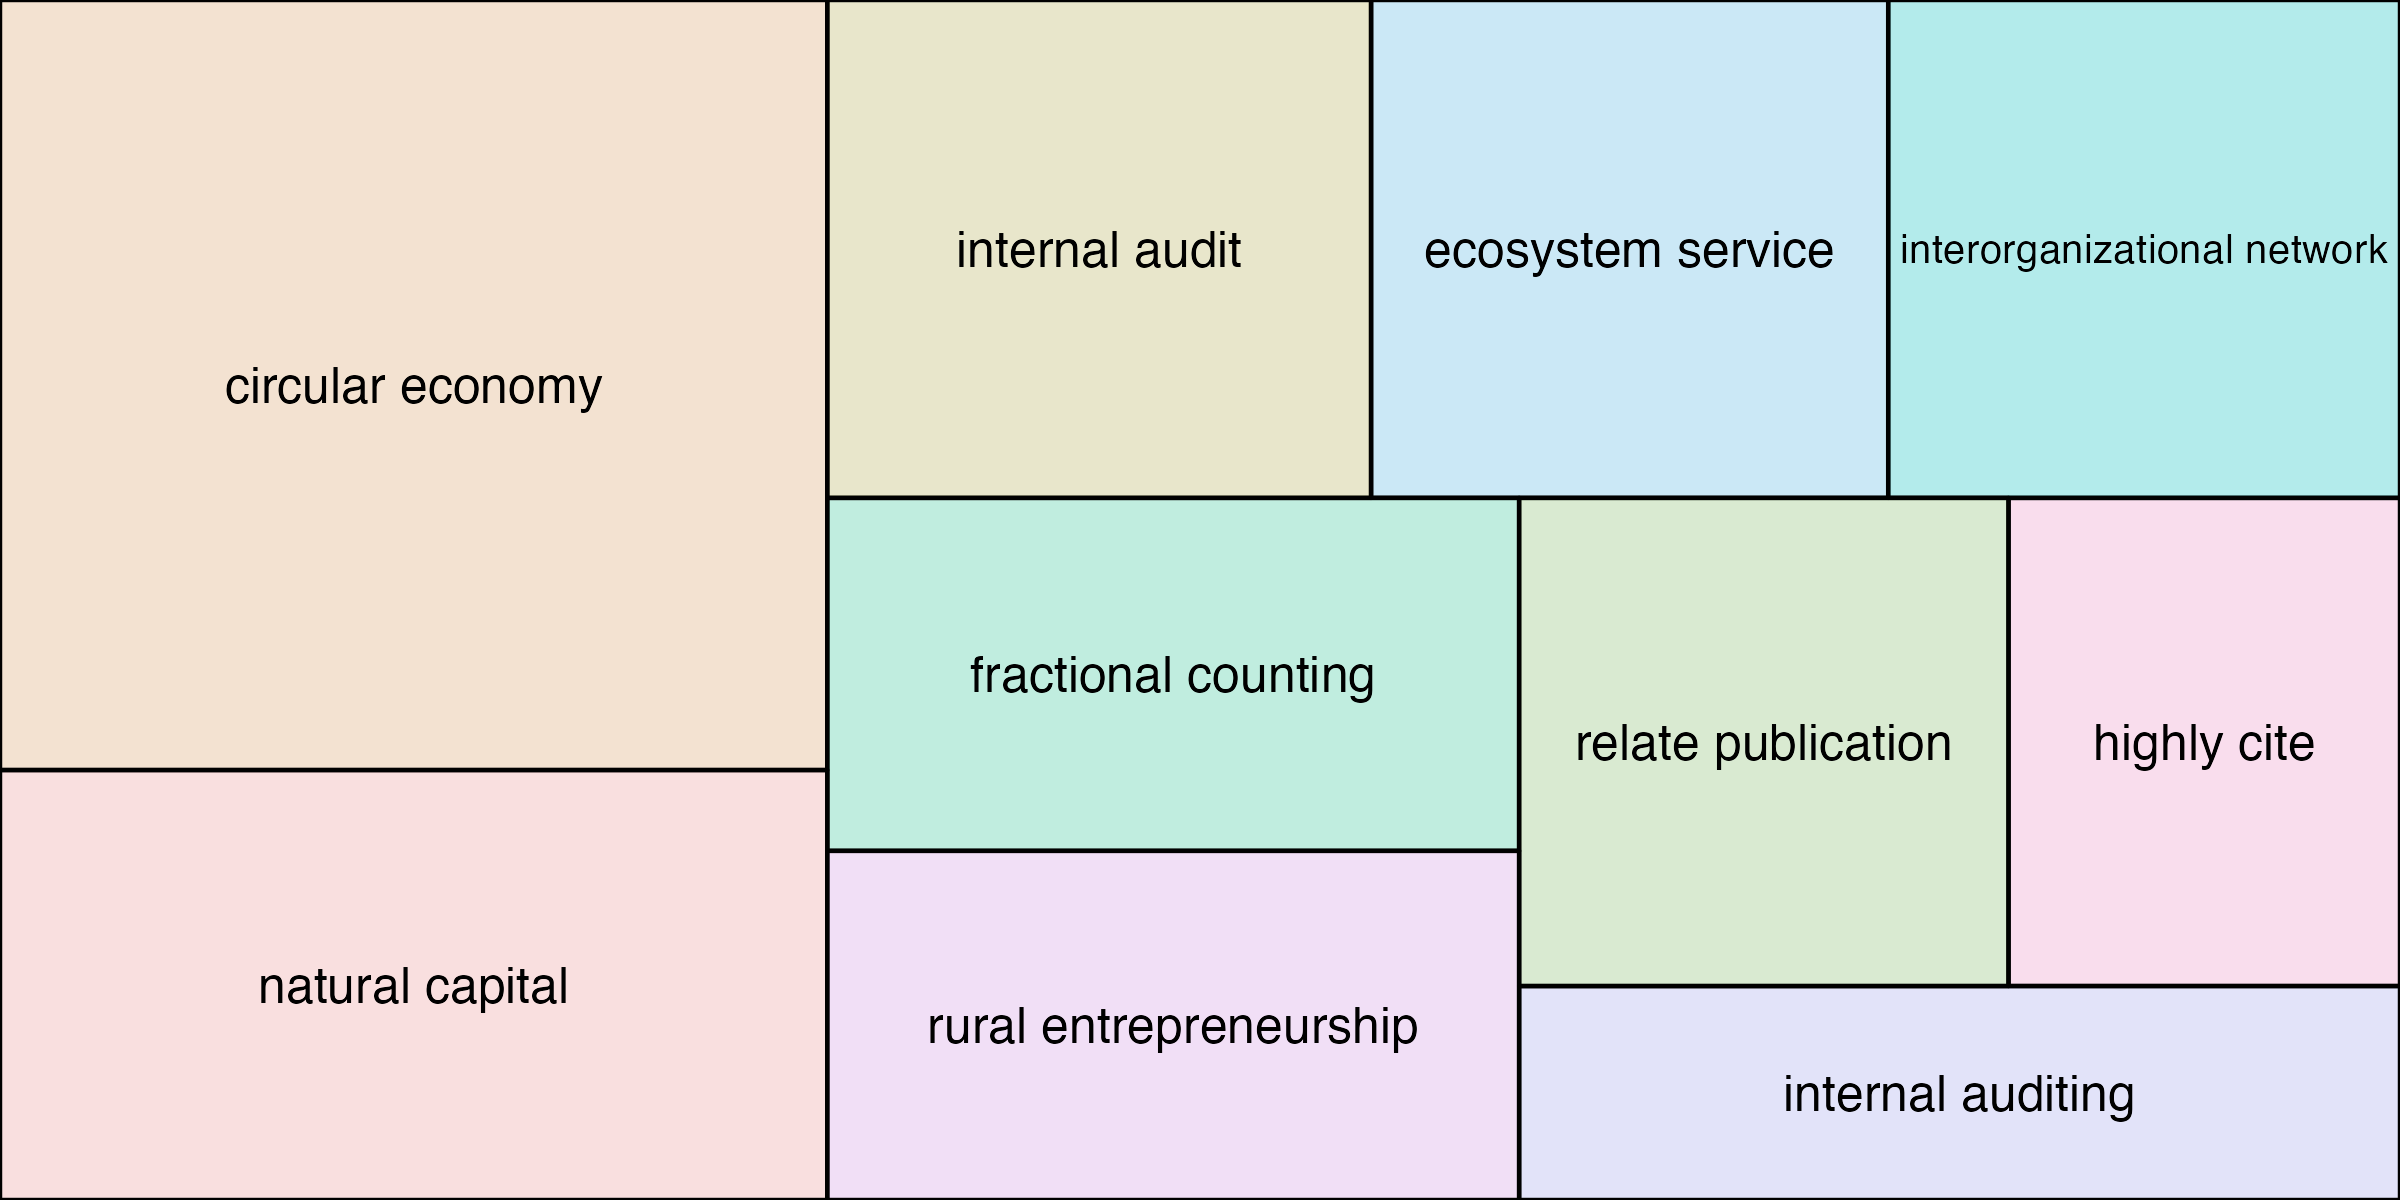 circular economy
natural capital
internal audit
ecosystem service
interorganizational network
fractional counting
rural entrepreneurship
relate publication
highly cite
internal auditing